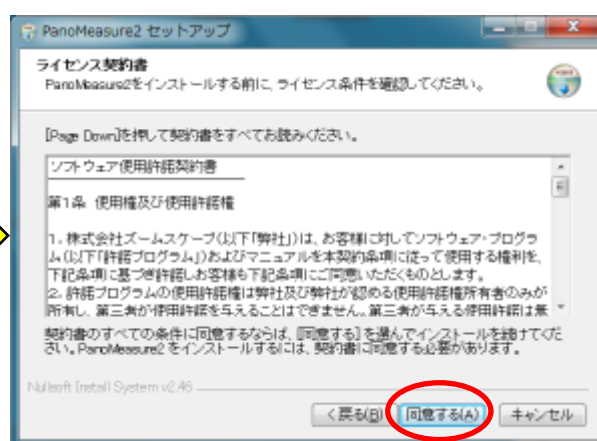 PanoMeasure2 セットアップ
ライセンス契約書
PanoMeasure2をインストールする前に、ライセンス条件を確認してください。
[Page Down]を押して契約書をすべてお読みください。
ソフトウェア使用許諾契約書
第1条 使用権及び使用許諾権
1. 株式会社ズームスケープ(以下「弊社」)は、お客様に対してソフトウェア・プログラ
ム(以下「許諾プログラム」)およびマニュアルを本契約条項に従って使用する権利を、
下記条項に基づき許諾しお客様も下記条項にご同意いただくものとします。
2. 許諾プログラムの使用許諾権は弊社及び弊社が認める使用許諾権所有者のみが
所有し、第三者が使用許諾を与えることはできません。第三者が与える使用許諾は無
契約書のすべての条件に同意するならば、[同意する] を選んでインストールを続けてくだ
さい。PanoMeasure2 をインストールするには、契約書に同意する必要があります。
Nullsoft Install System v2.46
< 戻る(B)
同意する(A)
キャンセル